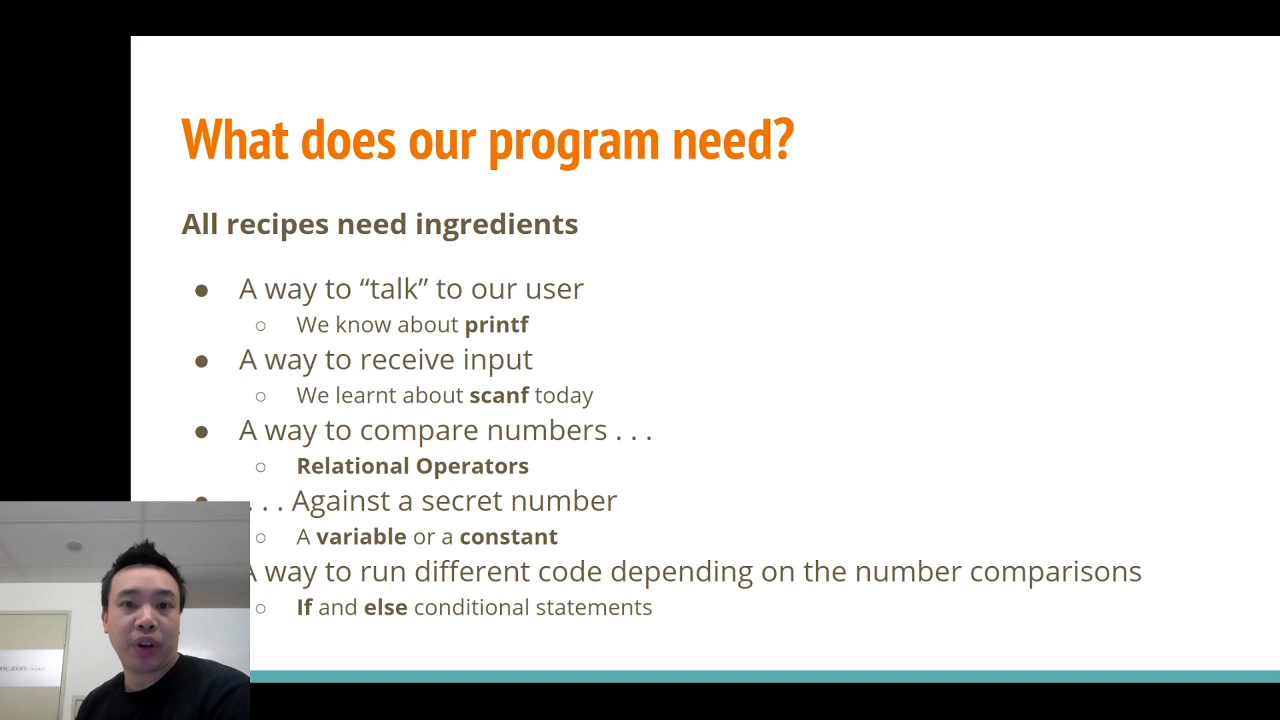 What does our program need?
All recipes need ingredients
● A way to “talk” to our user
○ We know about printf
● A way to receive input
○ We learnt about scanf today
● A way to compare numbers . . .
○ Relational Operators
● . . . Against a secret number
○ A variable or a constant
A way to run different code depending on the number comparisons
○ If and else conditional statements